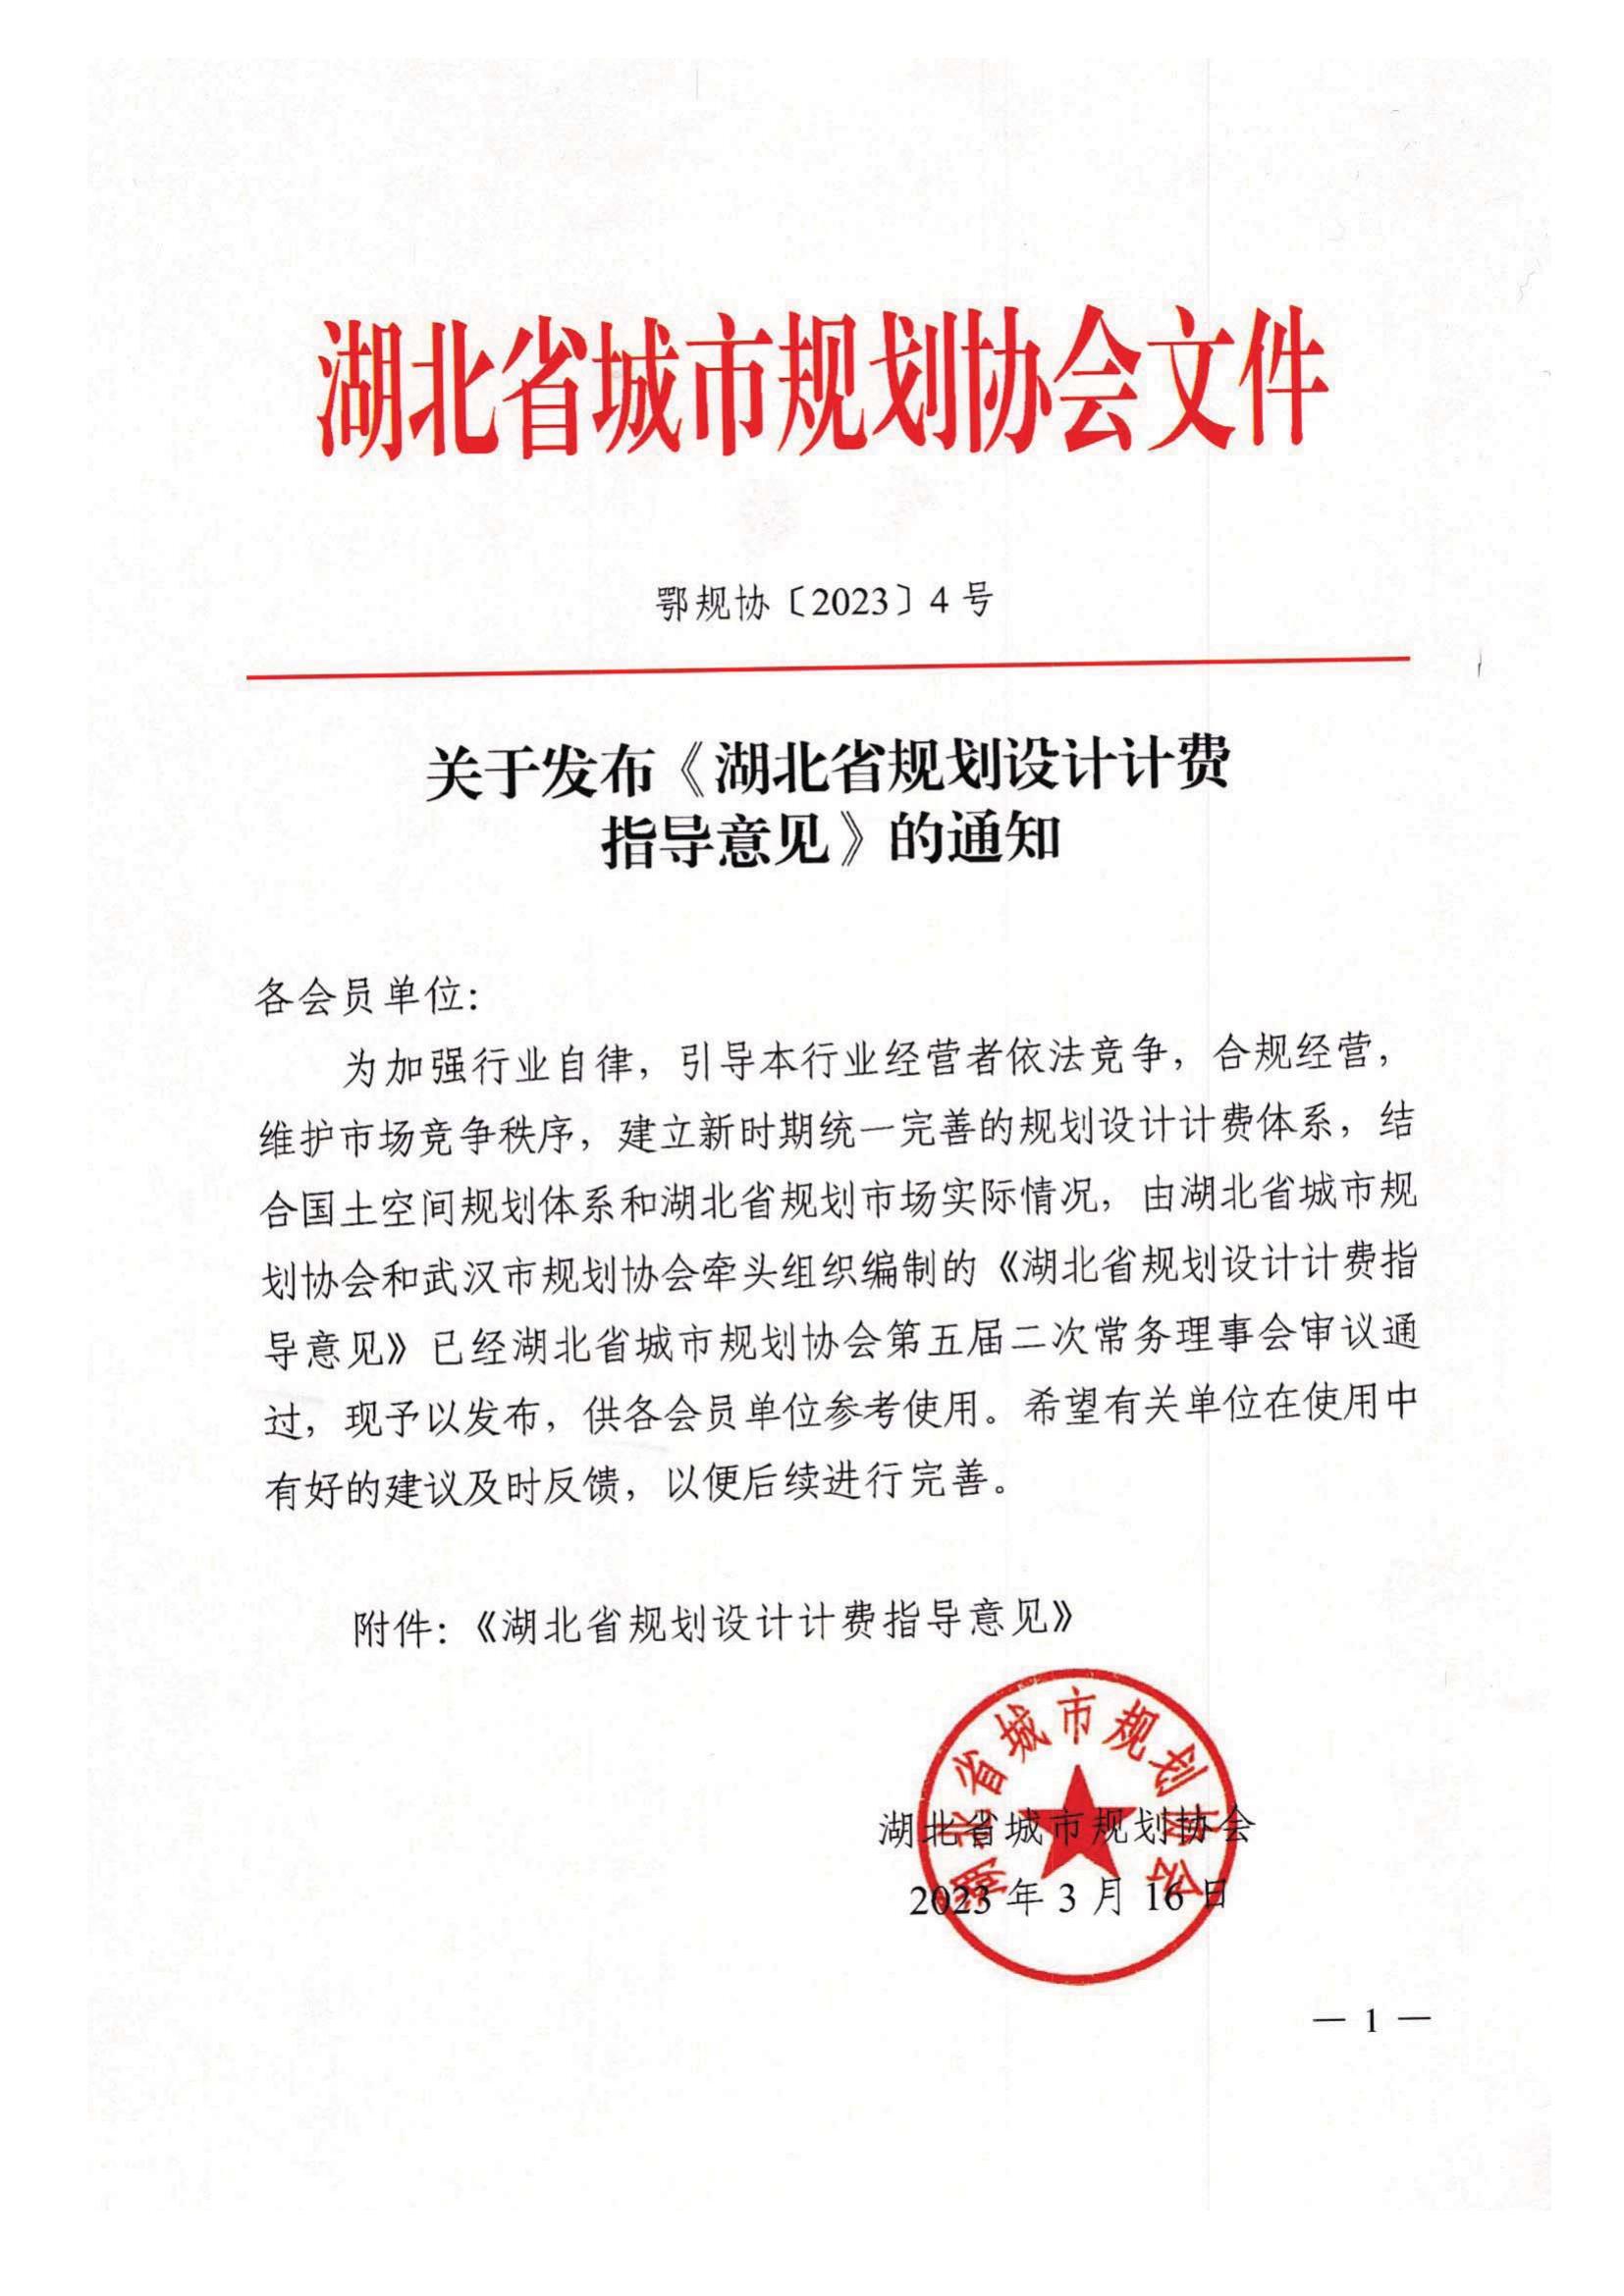 湖北省城市规划协会文件
鄂规协〔2023〕4 号
关于发布《湖北省规划设计计费
指导意见》的通知
各会员单位：
为加强行业自律，引导本行业经营者依法竞争，合规经营，
维护市场竞争秩序，建立新时期统一完善的规划设计计费体系，结
合国土空间规划体系和湖北省规划市场实际情况，由湖北省城市规
划协会和武汉市规划协会牵头组织编制的《湖北省规划设计计费指
导意见》已经湖北省城市规划协会第五届二次常务理事会审议通
过，现予以发布，供各会员单位参考使用。希望有关单位在使用中
有好的建议及时反馈，以便后续进行完善。
附件：《湖北省规划设计计费指导意见》
湖北省城市规划协会
湖北省城市规划协会
2023 年 3 月 16 日
— 1 —